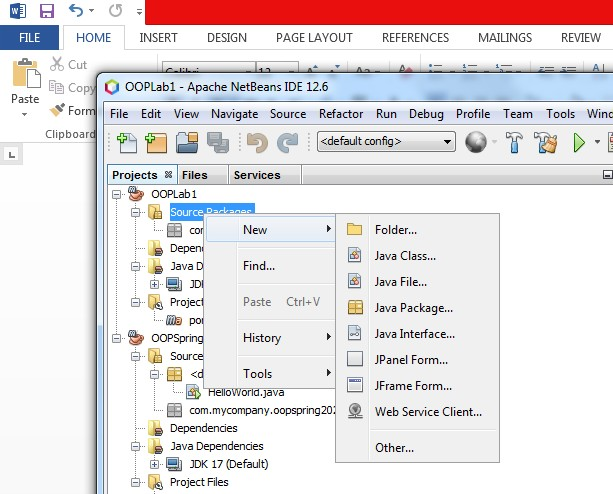 FILE HOME INSERT DESIGN PAGE LAYOUT REFERENCES MAILINGS REVIEW
Cut
Paste
Form
Clipboard
OOPLab1 - Apache NetBeans IDE 12.6
File Edit View Navigate Source Refactor Run Debug Profile Team Tools Wind
<default config>
Projects Files Services
OOPLab1
Source Packages
com
Depend
Java D
JDK
Project
pom
OOPSpring
Source
<d
HelloWorld.java
com.mycompany.oopspring202
Dependencies
Java Dependencies
JDK 17 (Default)
Project Files
New
Find...
Paste Ctrl+V
History
Tools
Folder...
Java Class...
Java File...
Java Package...
Java Interface...
JPanel Form...
JFrame Form...
Web Service Client...
Other...